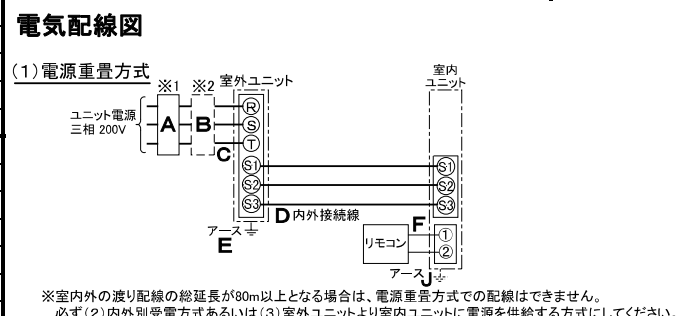 電気配線図
(1)電源重畳方式
※1 ※2 室外ユニット
室内
ユニット
ユニット電源
三相 200V
A
B
C
R
S
T
S1
S2
S3
S1
S2
S3
D 内外接続線
アース
E
リモコン
F
①
②
アース J
※室内外の渡り配線の総延長が80m以上となる場合は、電源重畳方式での配線はできません。
必ず(2)内外別受電方式あるいは(3)室外ユニットより室内ユニットに電源を供給する方式にしてください。